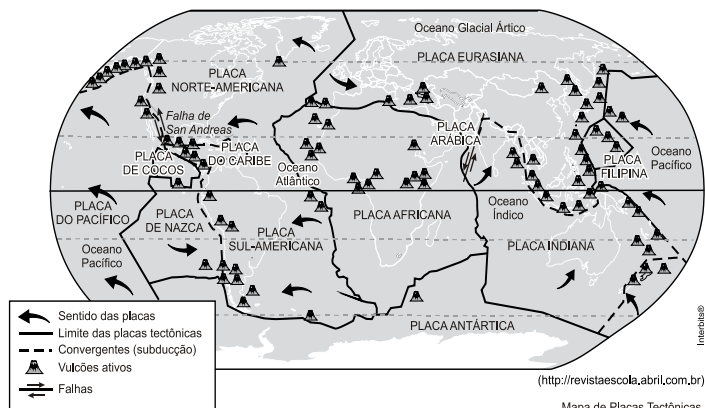 Oceano Glacial Ártico
PLACA EURASIANA
PLACA
NORTE-AMERICANA
Falha de
San Andreas
PLACA
DO CARIBE
PLACA
DE COCOS
Oceano
Atlântico
PLACA
ARÁBICA
PLACA
FILIPINA
Oceano
Pacífico
PLACA
DO PACÍFICO
PLACA
DE NAZCA
PLACA
SUL-AMERICANA
PLACA AFRICANA
Oceano
Índico
PLACA INDIANA
Oceano
Pacífico
PLACA ANTÁRTICA
Sentido das placas
Limite das placas tectônicas
Convergentes (subducção)
Vulcões ativos
Falhas
Interbits®
(http://revistaescola.abril.com.br)
Mapa de Placas Tectônicas